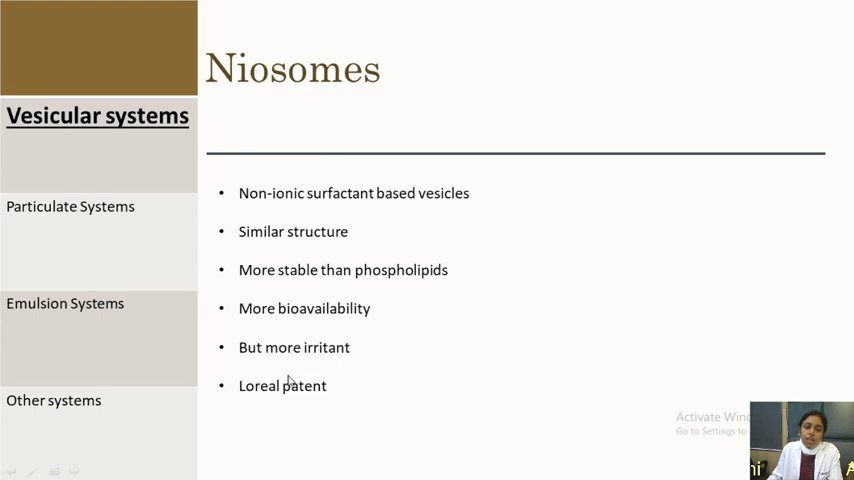 Niosomes
Vesicular systems
Particulate Systems
Emulsion Systems
Other systems
• Non-ionic surfactant based vesicles
• Similar structure
• More stable than phospholipids
• More bioavailability
• But more irritant
• Loreal patent
Activate Wind
Go to Settings to